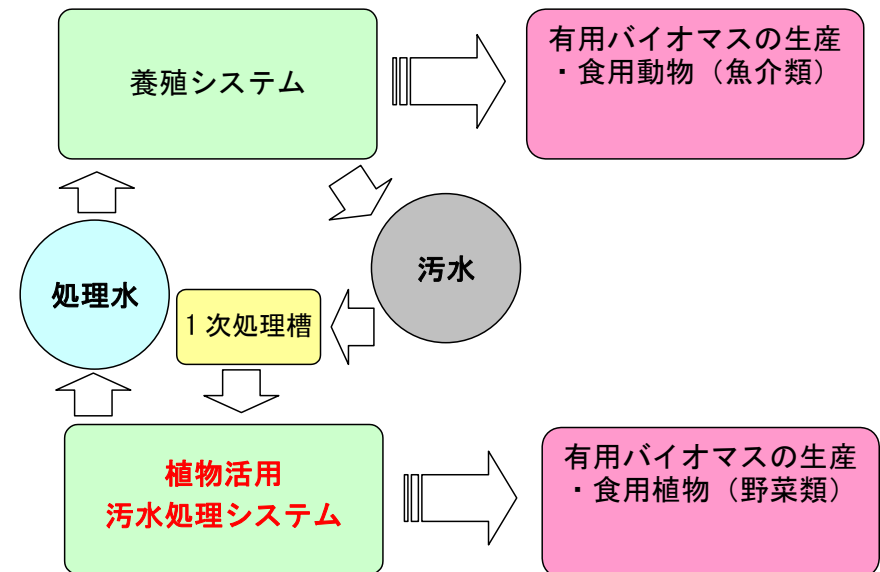 養殖システム
有用バイオマスの生産
・食用動物（魚介類）
汚水
処理水
１次処理槽
植物活用
汚水処理システム
有用バイオマスの生産
・食用植物（野菜類）